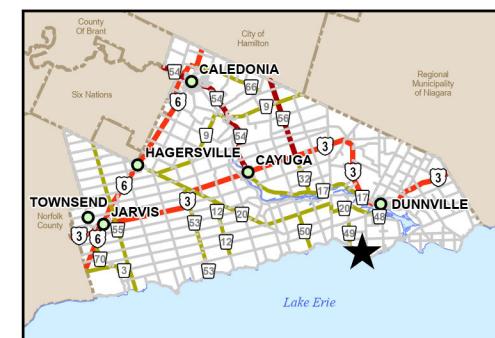 County
Of Brant
City of
Hamilton
Regional
Municipality
of Niagara
Six Nations
Norfolk
County
CALEDONIA
HAGERSVILLE
CAYUGA
TOWNSEND
JARVIS
DUNNVILLE
Lake Erie
54
6
54
66
9
56
9
54
3
3
3
32
17
17
6
3
12
20
20
48
3
6
55
53
12
50
49
70
3
53